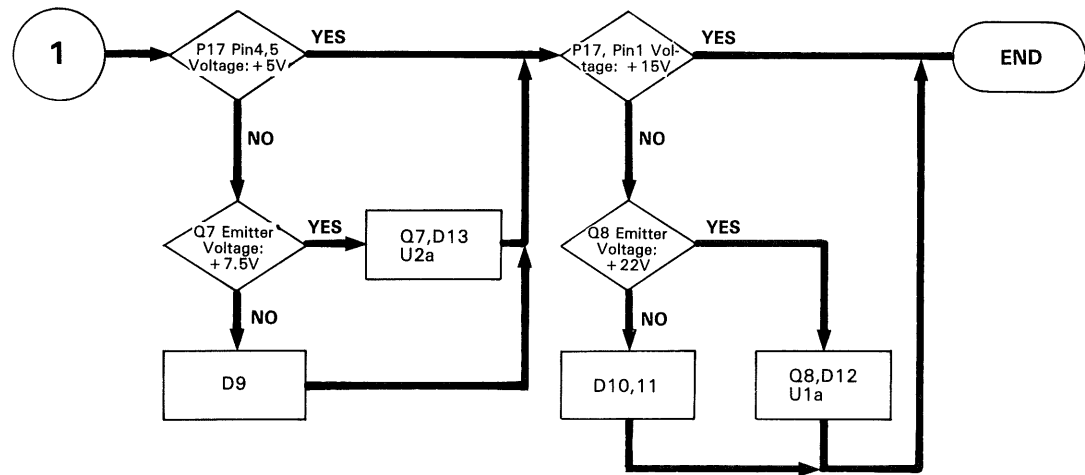 1
P17 Pin4,5
Voltage: +5V
YES
NO
P17, Pin1 Vol-
tage: +15V
YES
NO
END
Q7 Emitter
Voltage:
+7.5V
YES
NO
Q7,D13
U2a
Q8 Emitter
Voltage:
+22V
YES
NO
D9
D10,11
Q8,D12
U1a